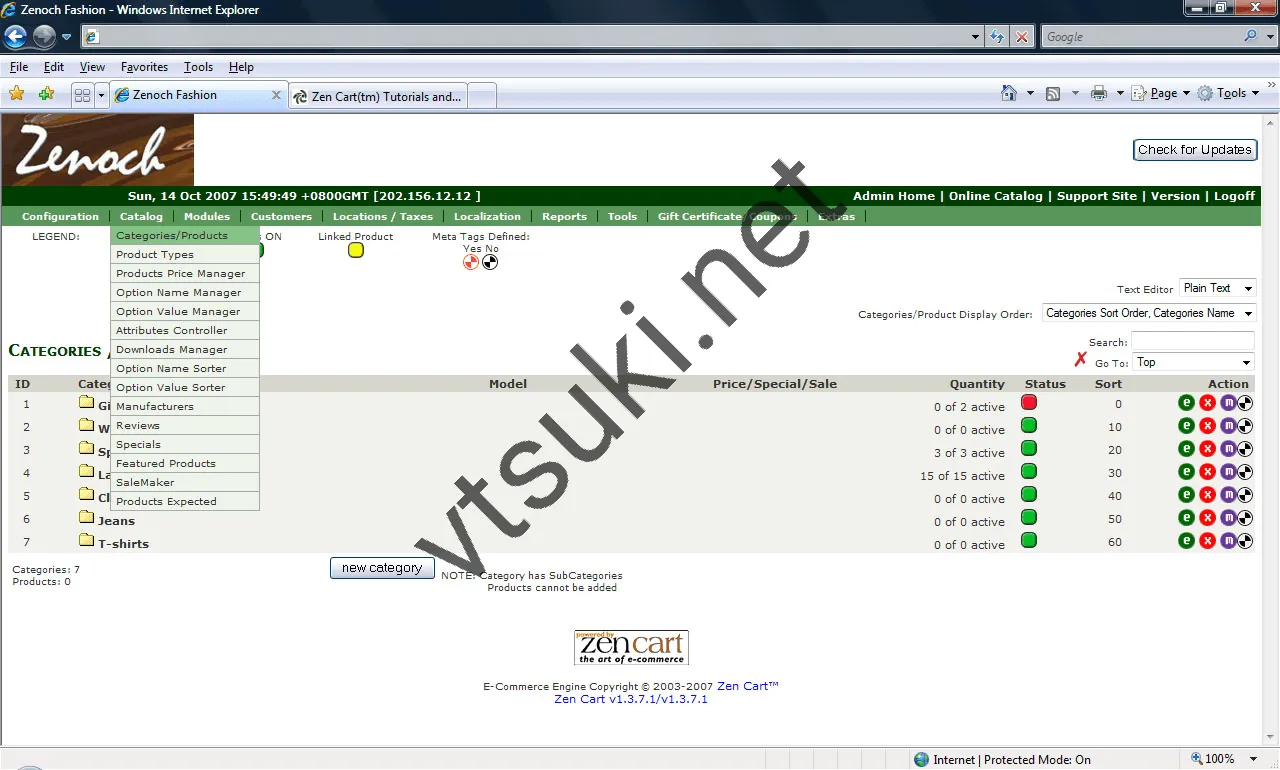 Zenoch Fashion - Windows Internet Explorer
Google
File Edit View Favorites Tools Help
Zenoch Fashion
Zen Cart(tm) Tutorials and...
Page Tools
Zenoch
Check for Updates
Sun, 14 Oct 2007 15:49:49 +0800GMT [202.156.12.12 ]
Admin Home | Online Catalog | Support Site | Version | Logoff
Configuration Catalog Modules Customers Locations / Taxes Localization Reports Tools Gift Certificate/Coupons Extras
LEGEND:
ON
Linked Product
Meta Tags Defined:
Yes No
Categories/Products
Product Types
Products Price Manager
Option Name Manager
Option Value Manager
Attributes Controller
Downloads Manager
Option Name Sorter
Option Value Sorter
Manufacturers
Reviews
Specials
Featured Products
SaleMaker
Products Expected
Text Editor Plain Text
Categories/Product Display Order: Categories Sort Order, Categories Name
CATEGORIES
Search:
Go To: Top
ID Model Price/Special/Sale Quantity Status Sort Action
1 0 of 2 active 0
2 0 of 0 active 10
3 3 of 3 active 20
4 15 of 15 active 30
5 0 of 0 active 40
6 Jeans 0 of 0 active 50
7 T-shirts 0 of 0 active 60
Categories: 7
Products: 0
new category
NOTE: Category has SubCategories
Products cannot be added
powered by
zen cart
the art of e-commerce
E-Commerce Engine Copyright © 2003-2007 Zen Cart™
Zen Cart v1.3.7.1/v1.3.7.1
vtsuki.net
Internet | Protected Mode: On
100%